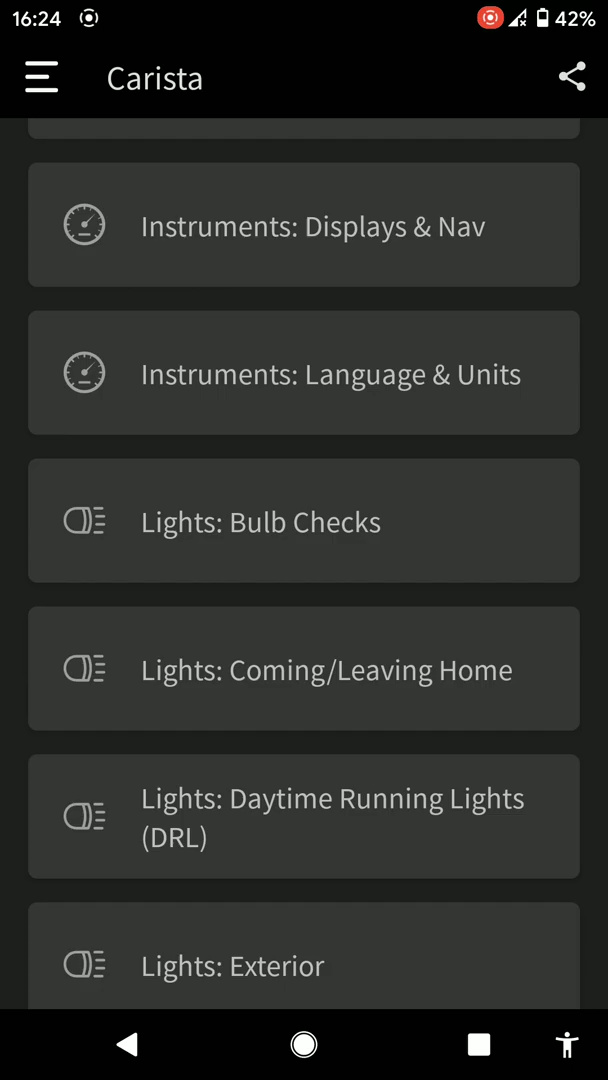 16:24
42%
Carista
Instruments: Displays & Nav
Instruments: Language & Units
Lights: Bulb Checks
Lights: Coming/Leaving Home
Lights: Daytime Running Lights
(DRL)
Lights: Exterior